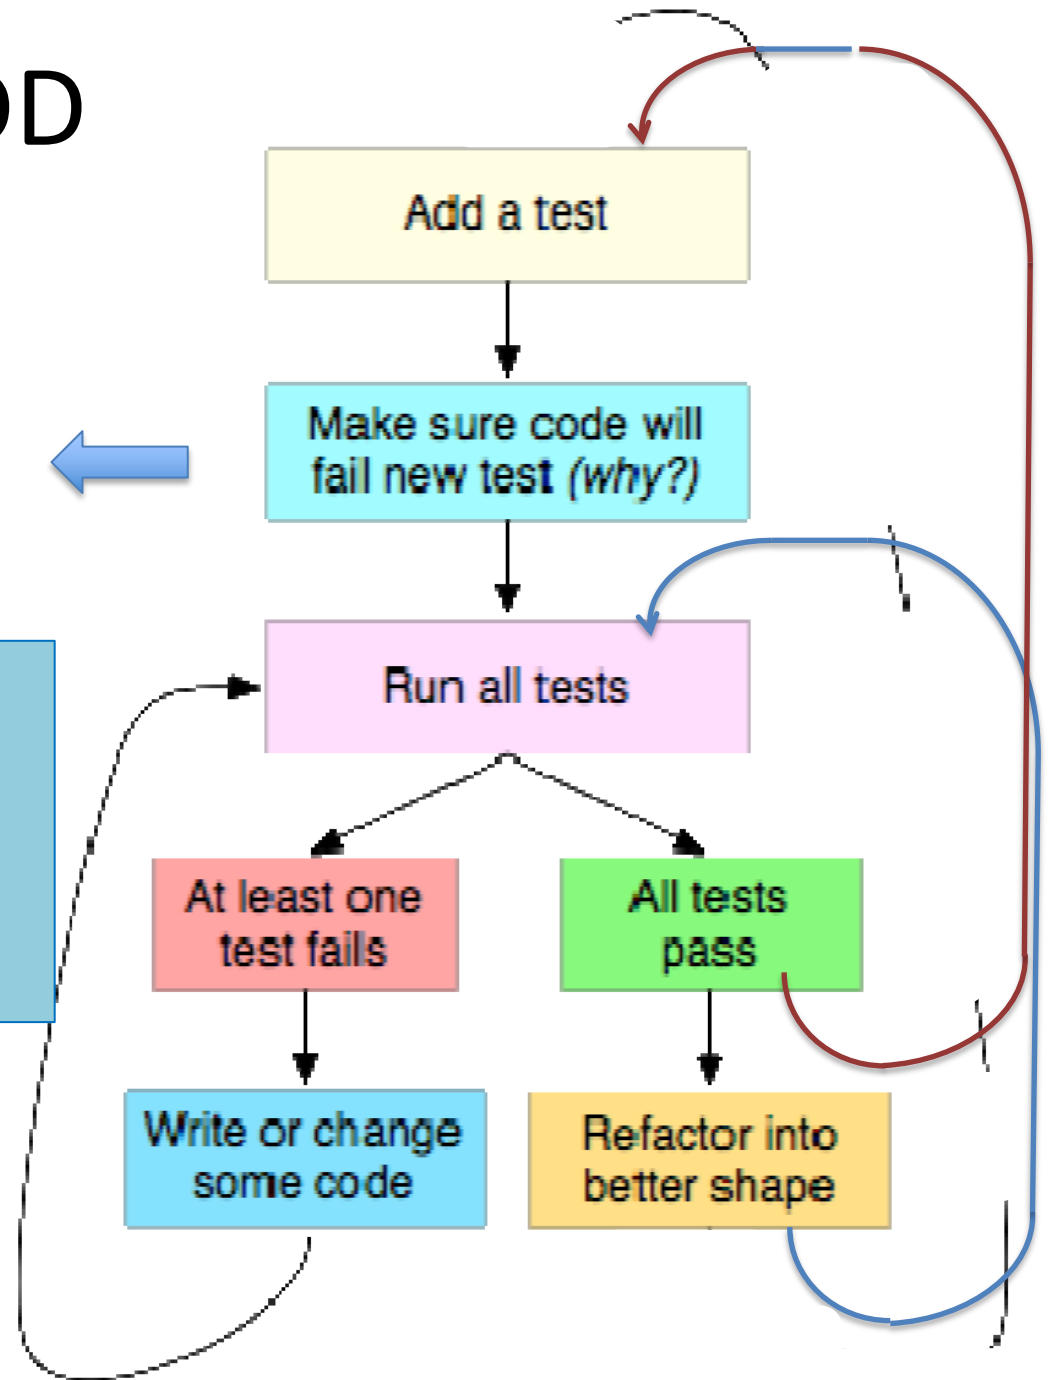 DD
Add a test
Make sure code will
fail new test (why?)
Run all tests
At least one
test fails
All tests
pass
Write or change
some code
Refactor into
better shape